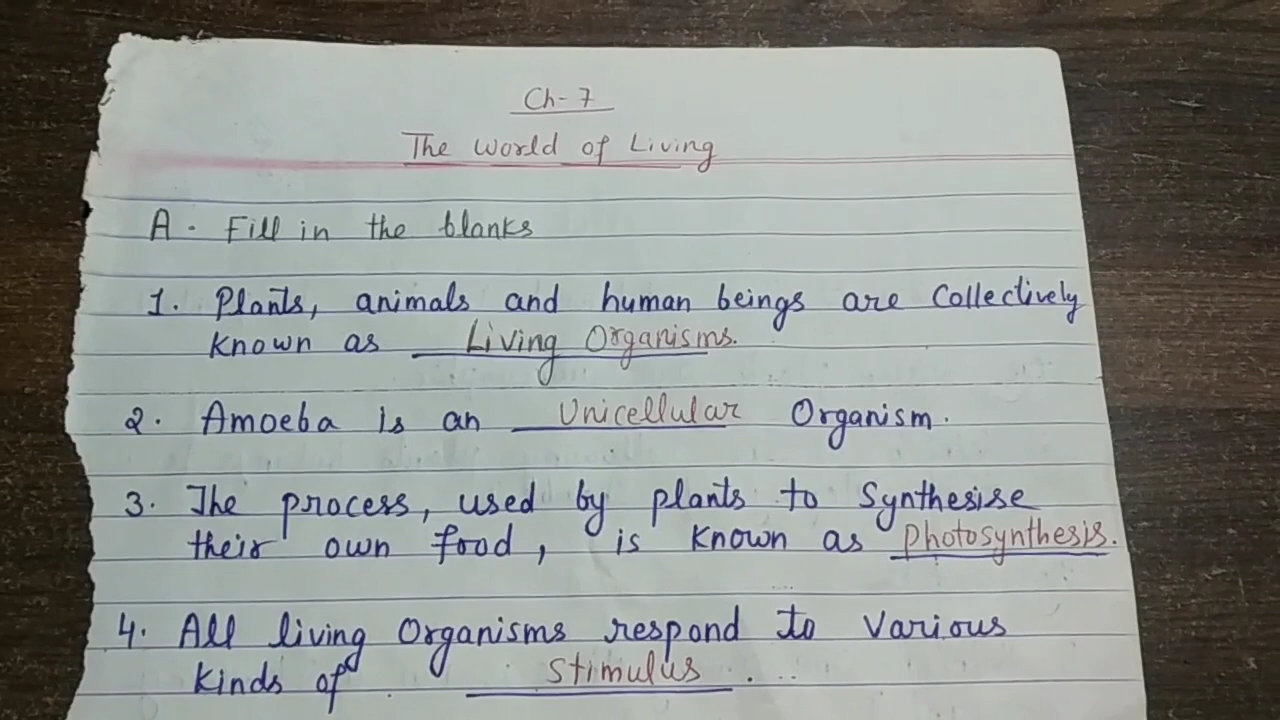 Ch-7
The World of Living
A. Fill in the blanks
1. Plants, animals and human beings are Collectively
known as Living Organisms.
2. Amoeba is an Unicellular Organism.
3. The process, used by plants to Synthesise
their own food, is known as Photosynthesis.
4. All living Organisms respond to Various
Kinds of Stimulus.